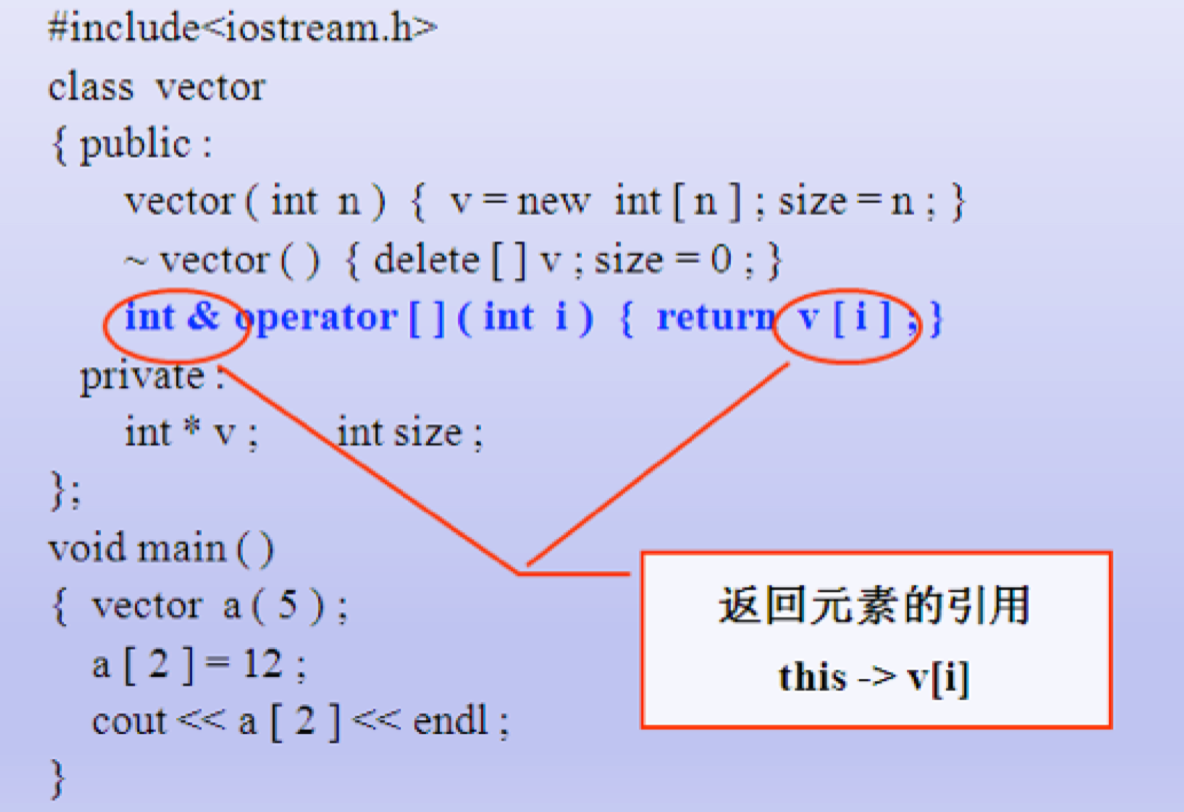 #include<iostream.h>
class vector
{ public :
vector ( int n ) { v = new int [ n ] ; size = n ; }
~ vector ( ) { delete [ ] v ; size = 0 ; }
int & operator [ ] ( int i ) { return v [ i ] ; }
private :
int * v ; int size ;
};
void main ( )
{ vector a ( 5 ) ;
a [ 2 ] = 12 ;
cout << a [ 2 ] << endl ;
}
返回元素的引用
this -> v[i]